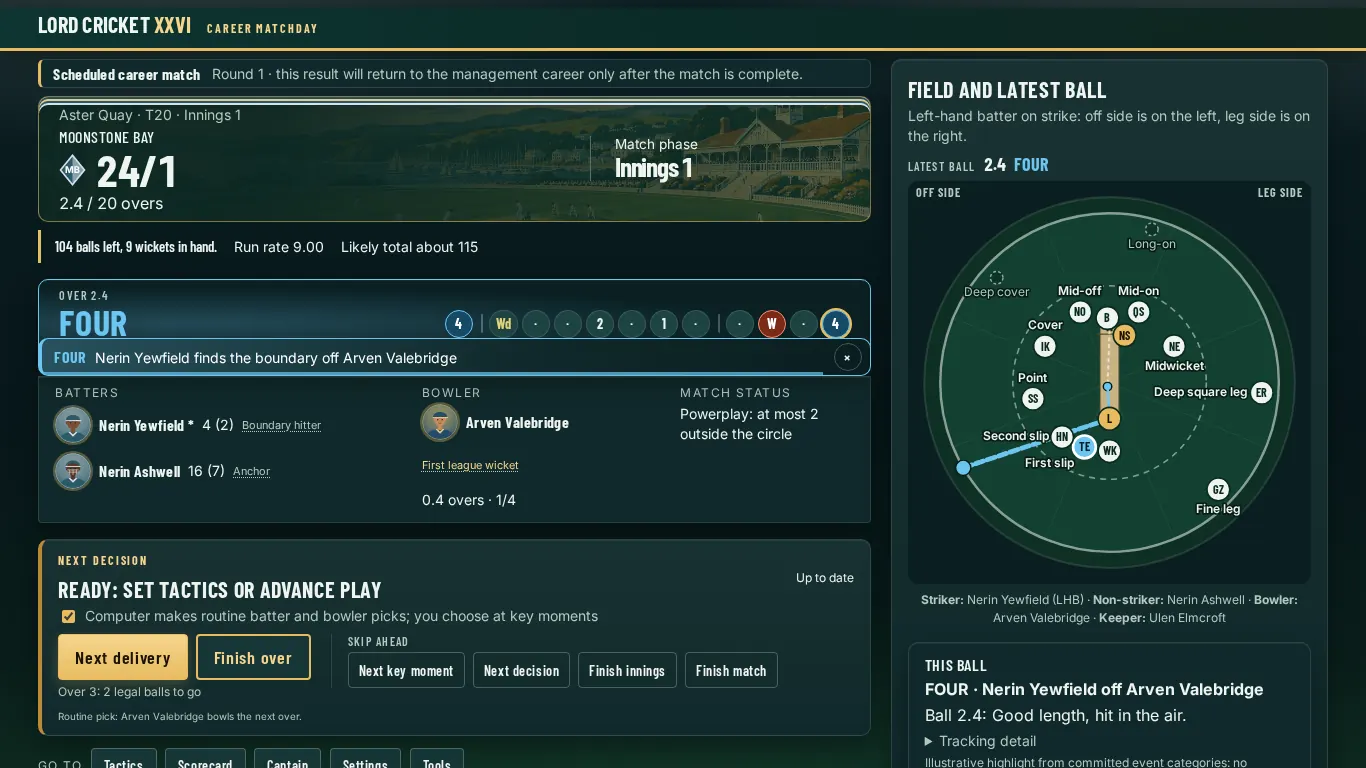 LORD CRICKET XXVI CAREER MATCHDAY
Scheduled career match Round 1 · this result will return to the management career only after the match is complete.
Aster Quay · T20 · Innings 1
MOONSTONE BAY
MB 24/1
2.4 / 20 overs
Match phase
Innings 1
104 balls left, 9 wickets in hand. Run rate 9.00 Likely total about 115
OVER 2.4
FOUR
4 | Wd · · 2 · 1 · | · W · 4
FOUR Nerin Yewfield finds the boundary off Arven Valebridge ×
BATTERS
Nerin Yewfield * 4 (2) Boundary hitter
Nerin Ashwell 16 (7) Anchor
BOWLER
Arven Valebridge
First league wicket
0.4 overs · 1/4
MATCH STATUS
Powerplay: at most 2
outside the circle
NEXT DECISION
READY: SET TACTICS OR ADVANCE PLAY
Up to date
Computer makes routine batter and bowler picks; you choose at key moments
Next delivery Finish over
SKIP AHEAD
Next key moment Next decision Finish innings Finish match
Over 3: 2 legal balls to go
Routine pick: Arven Valebridge bowls the next over.
GO TO Tactics Scorecard Captain Settings Tools
FIELD AND LATEST BALL
Left-hand batter on strike: off side is on the left, leg side is on
the right.
LATEST BALL 2.4 FOUR
OFF SIDE LEG SIDE
Long-on
Deep cover
Mid-off Mid-on
NO B QS
Cover NS
IK NE
Midwicket
Point
SS
Deep square leg ER
L
Second slip HN
TE WK
First slip
GZ
Fine leg
Striker: Nerin Yewfield (LHB) · Non-striker: Nerin Ashwell · Bowler:
Arven Valebridge · Keeper: Ulen Elmcroft
THIS BALL
FOUR · Nerin Yewfield off Arven Valebridge
Ball 2.4: Good length, hit in the air.
Tracking detail
Illustrative highlight from committed event categories: no